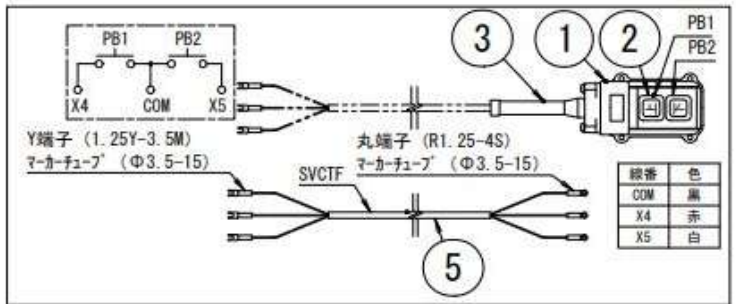 PB1 PB2
X4 COM X5
3
1
2
PB1
PB2
上 下
Y端子 (1.25Y-3.5M)
マーカーチューブ (Φ3.5-15)
丸端子 (R1.25-4S)
マーカーチューブ (Φ3.5-15)
SVCTF
5
線番 色
COM 黒
X4 赤
X5 白